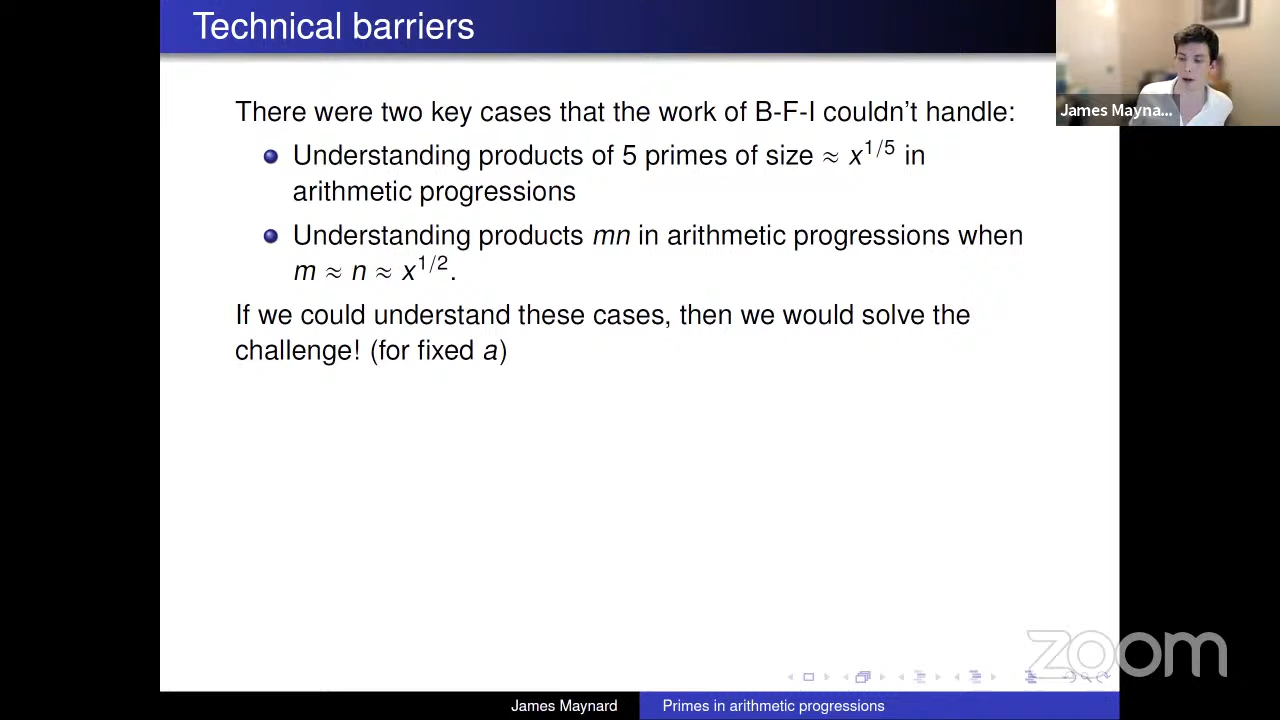 Technical barriers
James Mayna...
There were two key cases that the work of B-F-I couldn't handle:
Understanding products of 5 primes of size ≈ x^{1/5} in
arithmetic progressions
Understanding products mn in arithmetic progressions when
m ≈ n ≈ x^{1/2}.
If we could understand these cases, then we would solve the
challenge! (for fixed a)
zoom
James Maynard
Primes in arithmetic progressions